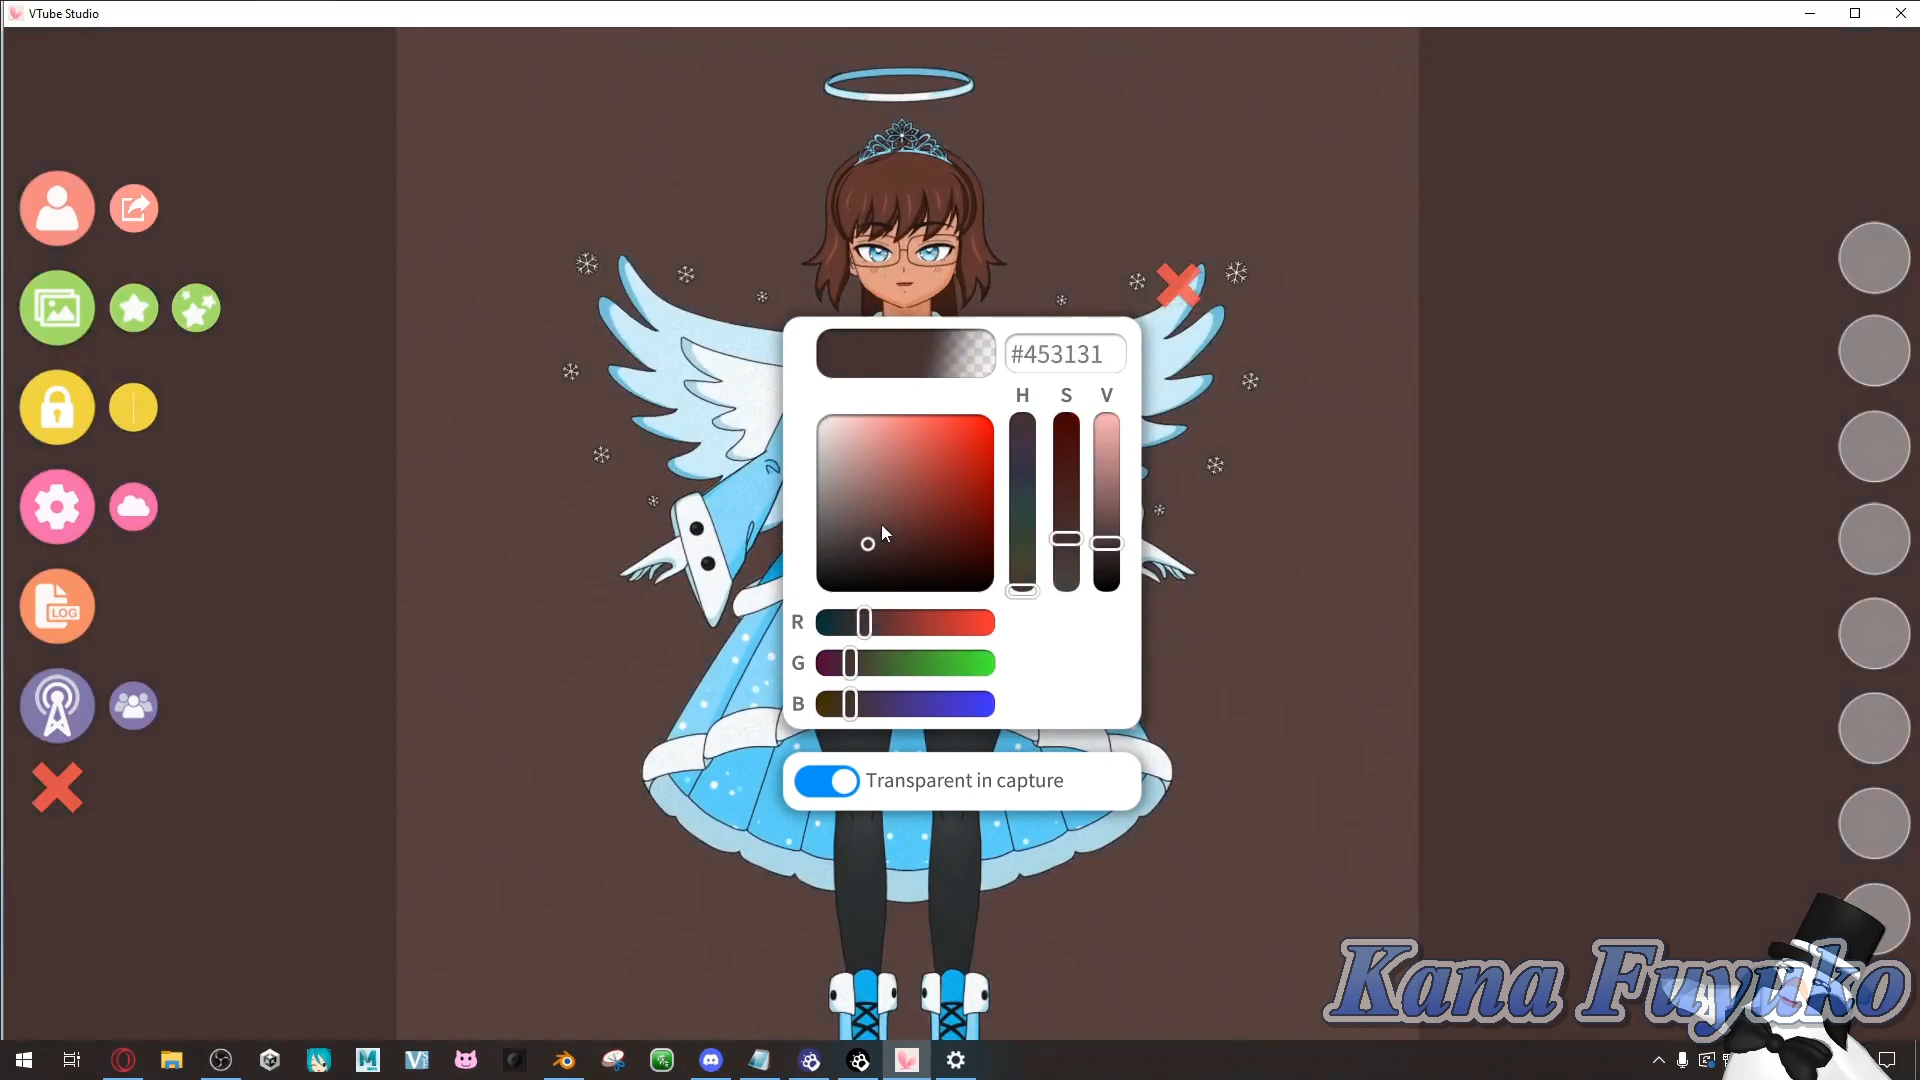 VTube Studio
#453131
H S V
R
G
B
LOG
Transparent in capture
Kana Fuyuko